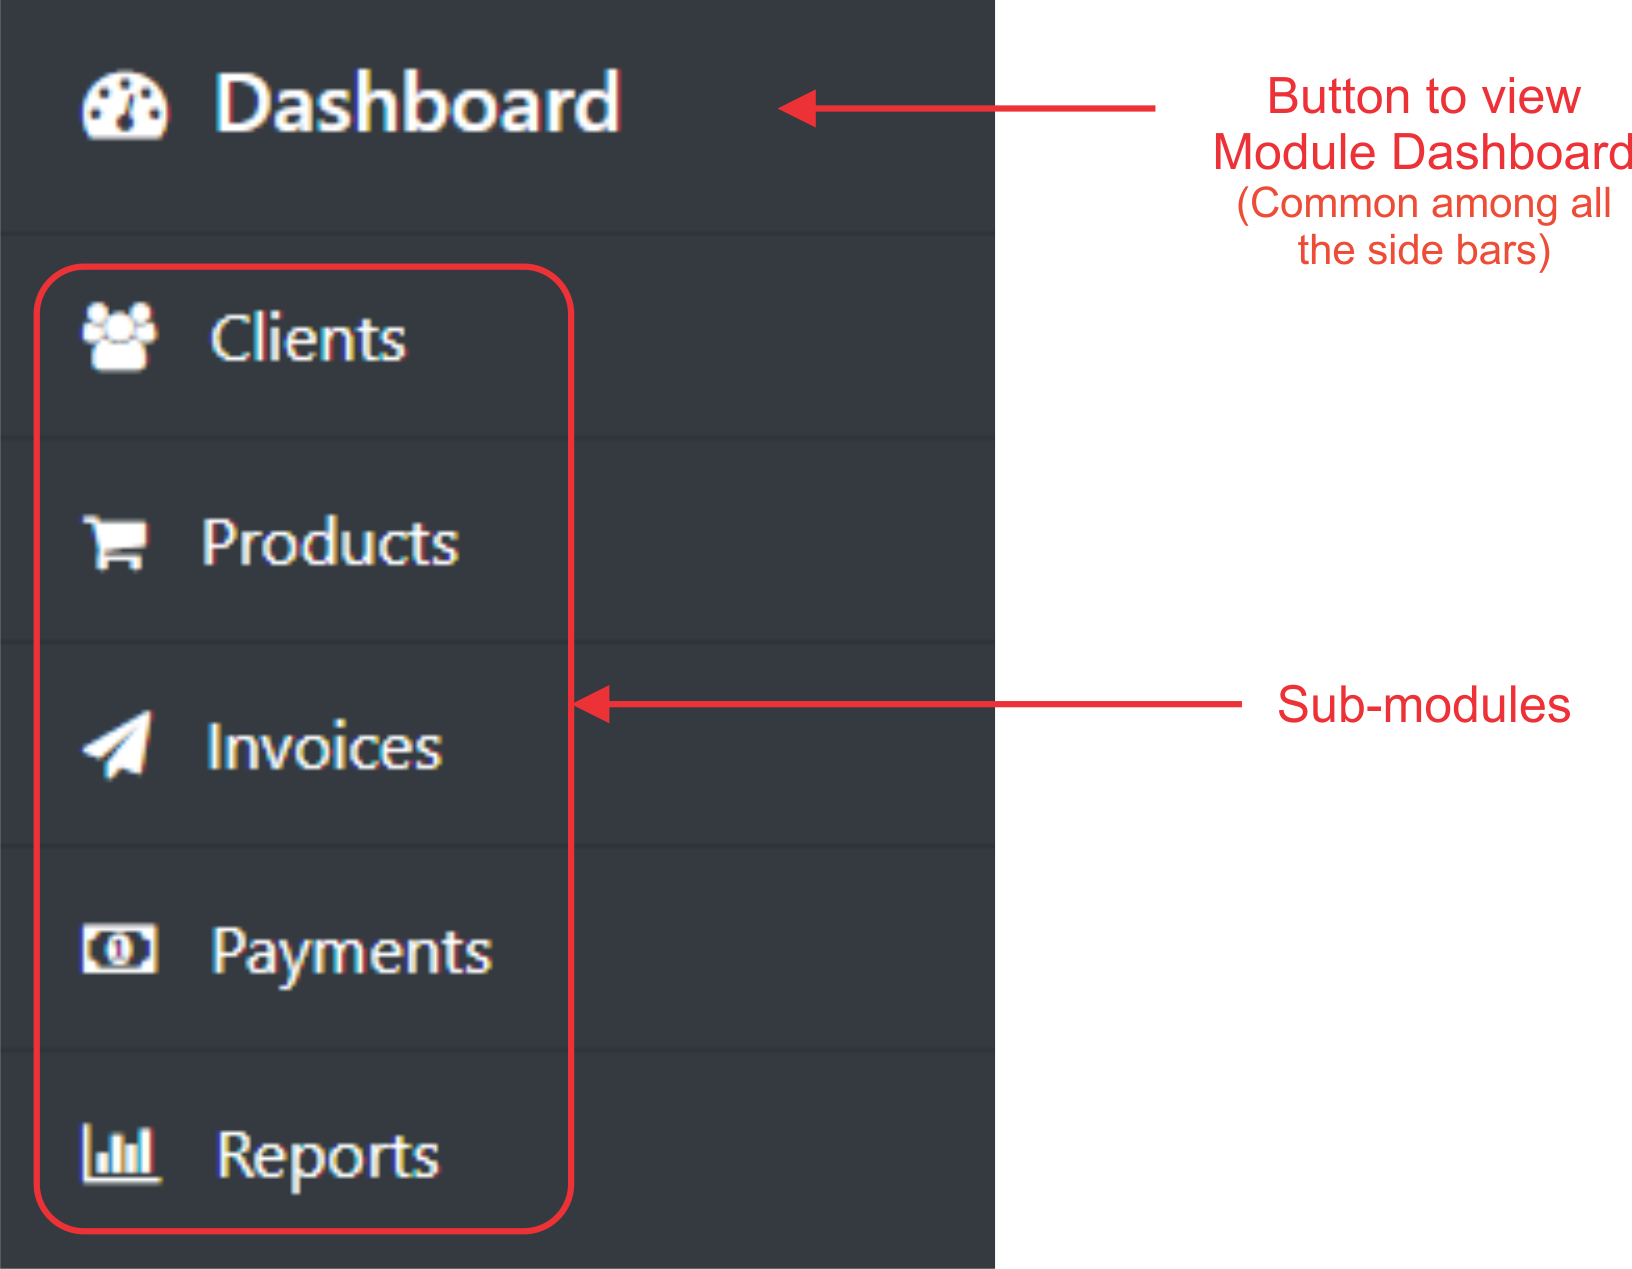 Dashboard
Button to view
Module Dashboard
(Common among all
the side bars)
Clients
Products
Invoices
Sub-modules
Payments
Reports